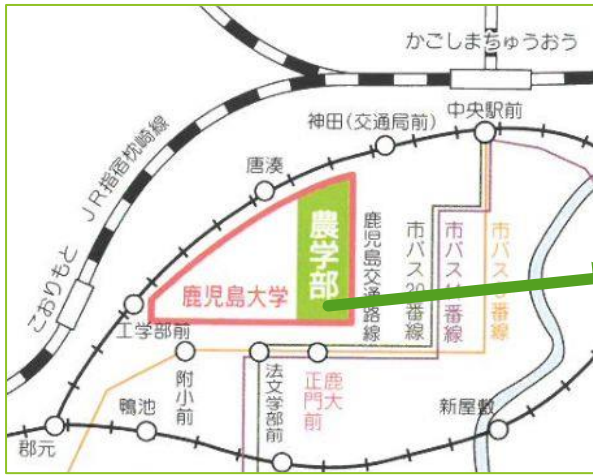 かごしまちゅうおう
中央駅前
神田(交通局前)
唐湊
JR指宿枕崎線
こおりもと
農学部
鹿児島大学
鹿児島交通路線
市バス20番線
市バス11番線
市バス9番線
工学部前
附小前
法文学部前
鹿大正門前
鴨池
郡元
新屋敷